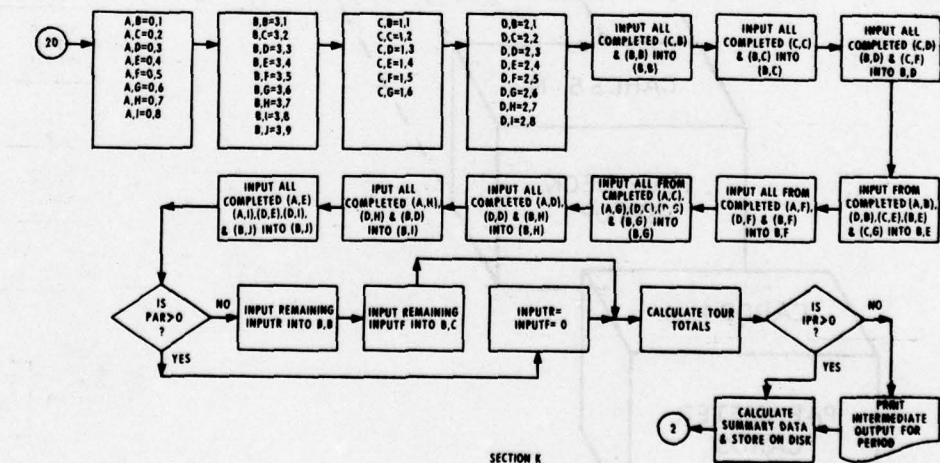 20
A,B=0,1
A,C=0,2
A,D=0,3
A,E=0,4
A,F=0,5
A,G=0,6
A,H=0,7
A,I=0,8
B,B=3,1
B,C=3,2
B,D=3,3
B,E=3,4
B,F=3,5
B,G=3,6
B,H=3,7
B,I=3,8
B,J=3,9
C,B=1,1
C,C=1,2
C,D=1,3
C,E=1,4
C,F=1,5
C,G=1,6
D,B=2,1
D,C=2,2
D,D=2,3
D,E=2,4
D,F=2,5
D,G=2,6
D,H=2,7
D,I=2,8
INPUT ALL
COMPLETED (C,B)
& (B,B) INTO
(B,B)
INPUT ALL
COMPLETED (C,C)
& (B,C) INTO
(B,C)
INPUT ALL
COMPLETED (C,D)
(B,D) & (C,F)
INTO B,D
INPUT ALL
COMPLETED (A,E)
(A,I),(D,E),(D,I),
& (B,J) INTO (B,J)
IPUT ALL
COMPLETED (A,H),
(D,H) & (B,D)
INTO (B,I)
INPUT ALL
COMPLETED (A,D),
(D,D) & (B,H)
INTO (B,H)
INPUT ALL FROM
CMPLETED (A,C),
(A,G),(D,C),(D,G)
& (B,G) INTO
(B,G)
INPUT ALL FROM
COMPLETED (A,F),
(D,F) & (B,F)
INTO B,F
INPUT FROM
COMPLETED (A,B),
(D,B),(C,E),(B,E)
& (C,G) INTO B,E
IS
PAR>0
?
NO
YES
INPUT REMAINING
INPUTR INTO B,B
INPUT REMAINING
INPUTF INTO B,C
INPUTR=
INPUTF= 0
CALCULATE TOUR
TOTALS
IS
IPR>0
?
NO
YES
2
CALCULATE
SUMMARY DATA
& STORE ON DISK
PRINT
INTERMEDIATE
OUTPUT FOR
PERIOD
SECTION K